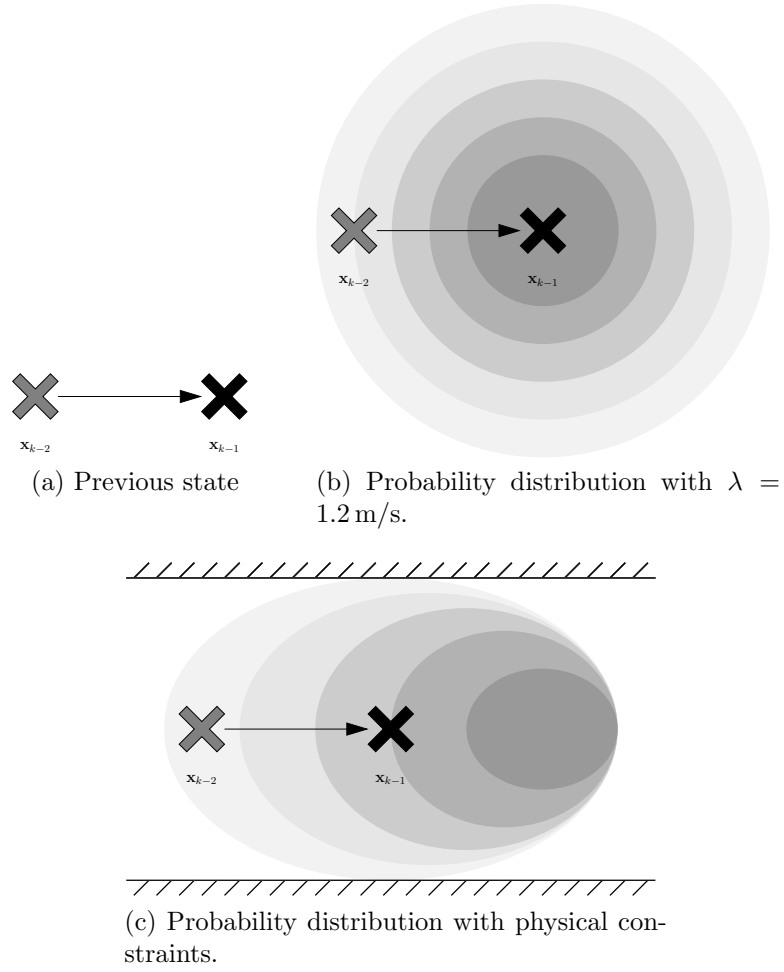 x_{k−2}
x_{k−1}
x_{k−2}
x_{k−1}
(a) Previous state
(b) Probability distribution with λ =
1.2 m/s.
x_{k−2}
x_{k−1}
(c) Probability distribution with physical con-
straints.